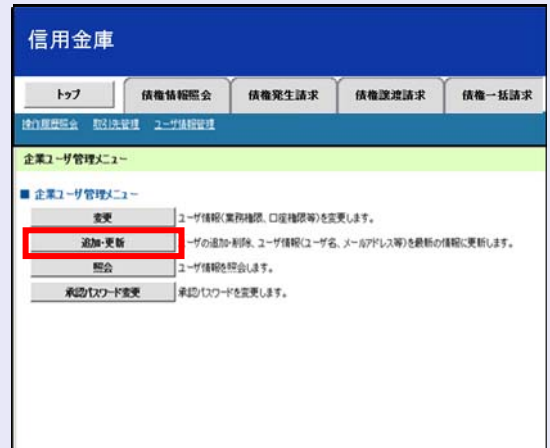 信用金庫
トップ 債権情報照会 債権発生請求 債権譲渡請求 債権一括請求
操作履歴照会 取引先管理 ユーザ情報管理
企業ユーザ管理メニュー
■ 企業ユーザ管理メニュー
変更 ユーザ情報(業務権限、口座権限等)を変更します。
追加・更新 ーザの追加・削除、ユーザ情報(ユーザ名、メールアドレス等)を最新の情報に更新します。
照会 ユーザ情報を照会します。
承認パスワード変更 承認パスワードを変更します。